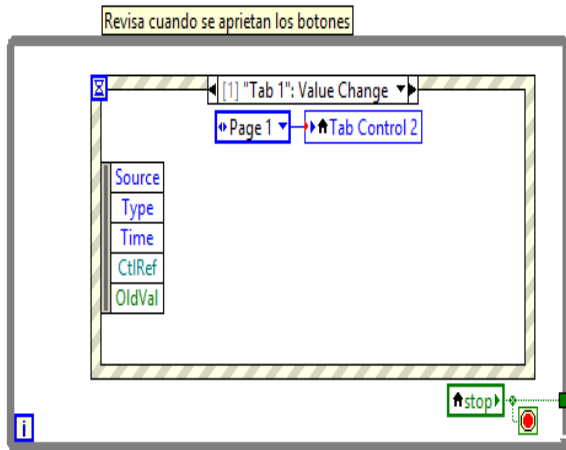 Revisa cuando se aprietan los botones
[1] "Tab 1": Value Change
Page 1 Tab Control 2
Source
Type
Time
CtlRef
OldVal
stop
i